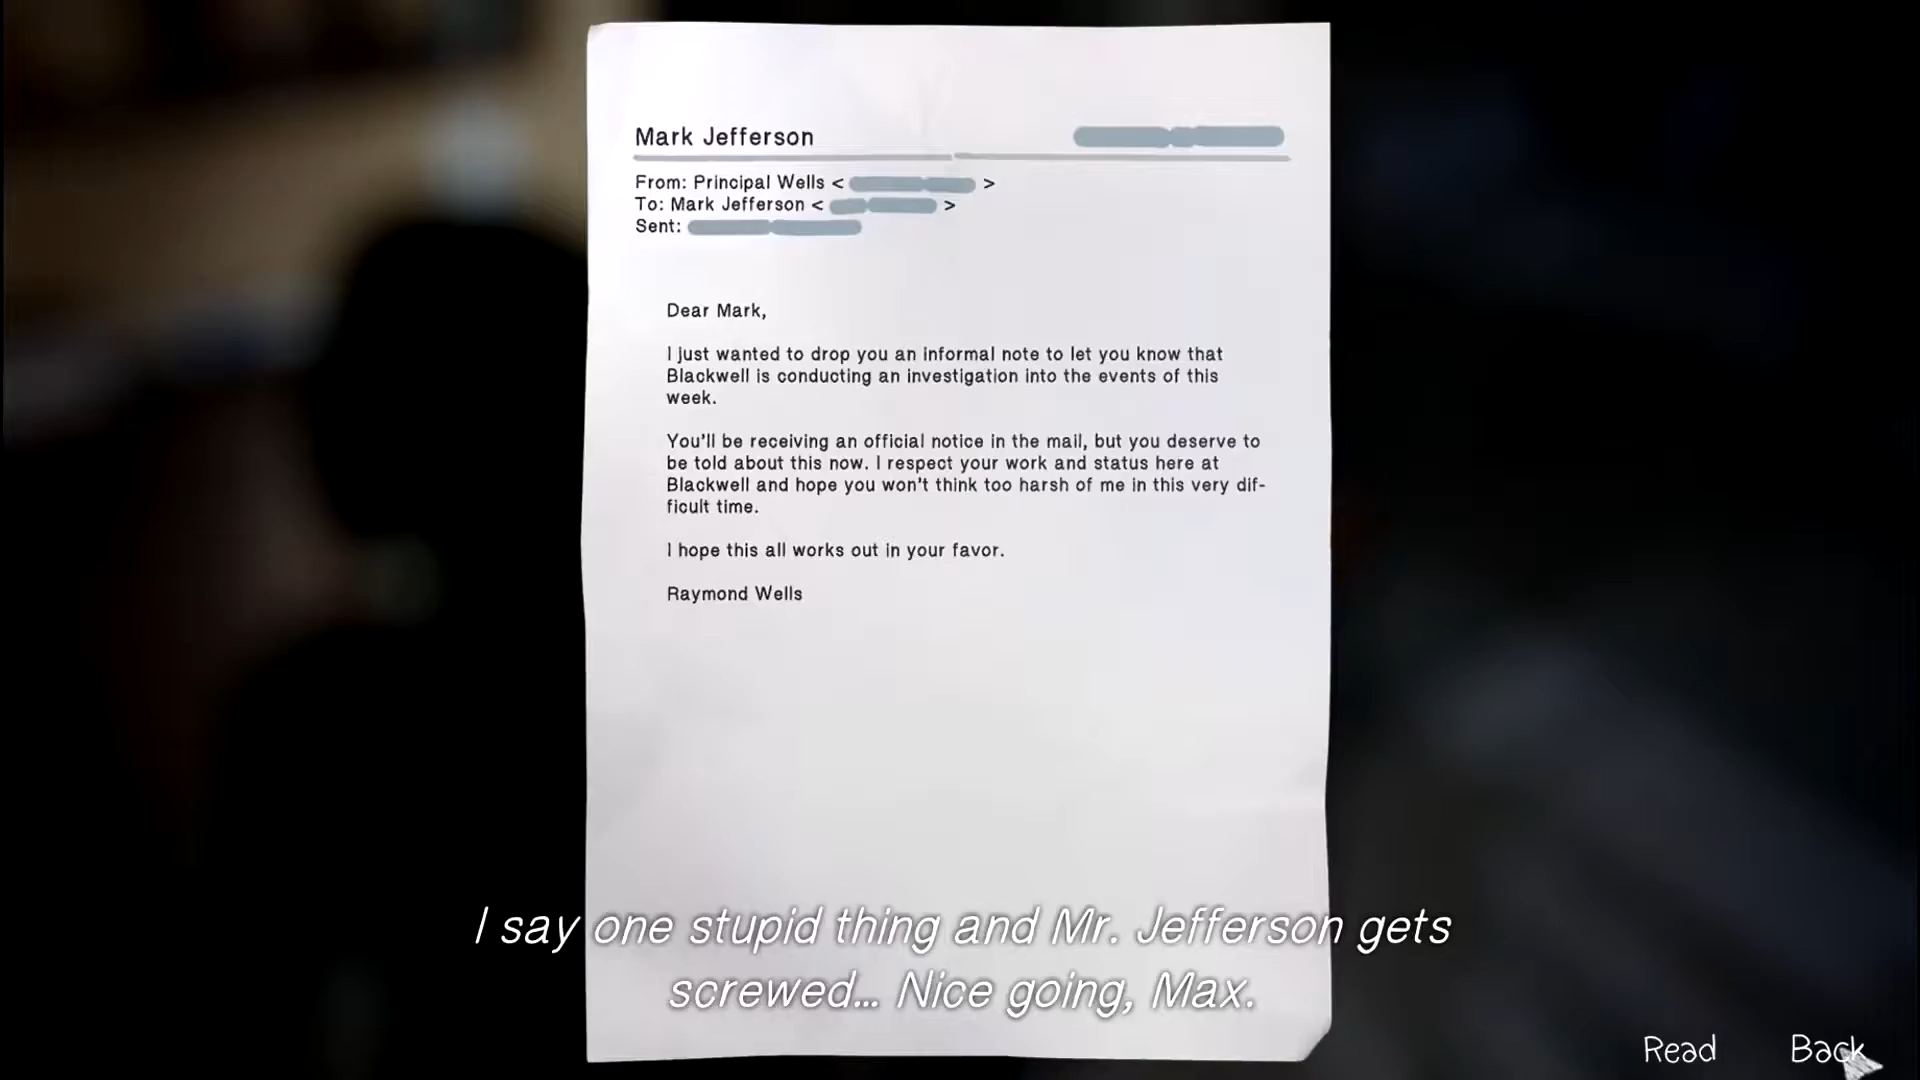 Mark Jefferson
From: Principal Wells < >
To: Mark Jefferson < >
Sent:
Dear Mark,
I just wanted to drop you an informal note to let you know that
Blackwell is conducting an investigation into the events of this
week.
You'll be receiving an official notice in the mail, but you deserve to
be told about this now. I respect your work and status here at
Blackwell and hope you won't think too harsh of me in this very dif-
ficult time.
I hope this all works out in your favor.
Raymond Wells
I say one stupid thing and Mr. Jefferson gets
screwed... Nice going, Max.
Read Back